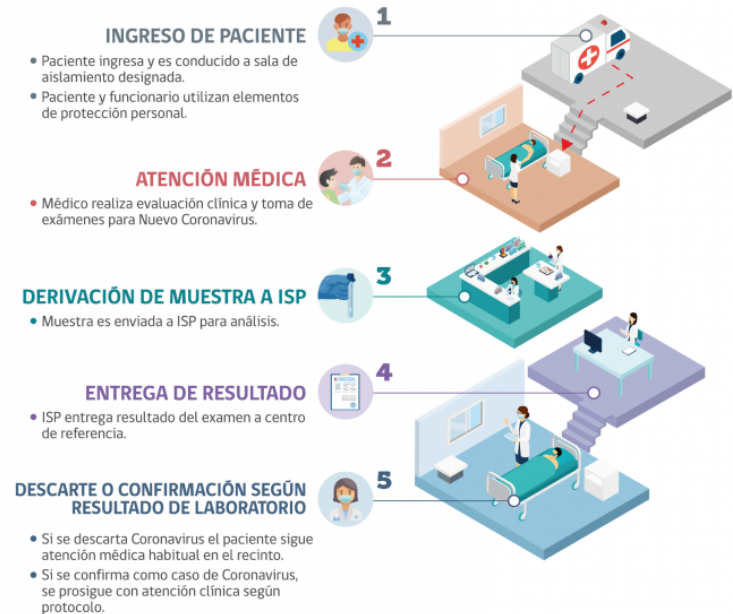 1
INGRESO DE PACIENTE
• Paciente ingresa y es conducido a sala de
aislamiento designada.
• Paciente y funcionario utilizan elementos
de protección personal.
2
ATENCIÓN MÉDICA
• Médico realiza evaluación clínica y toma de
exámenes para Nuevo Coronavirus.
3
DERIVACIÓN DE MUESTRA A ISP
• Muestra es enviada a ISP para análisis.
4
ENTREGA DE RESULTADO
• ISP entrega resultado del examen a centro
de referencia.
5
DESCARTE O CONFIRMACIÓN SEGÚN
RESULTADO DE LABORATORIO
• Si se descarta Coronavirus el paciente sigue
atención médica habitual en el recinto.
• Si se confirma como caso de Coronavirus,
se prosigue con atención clínica según
protocolo.